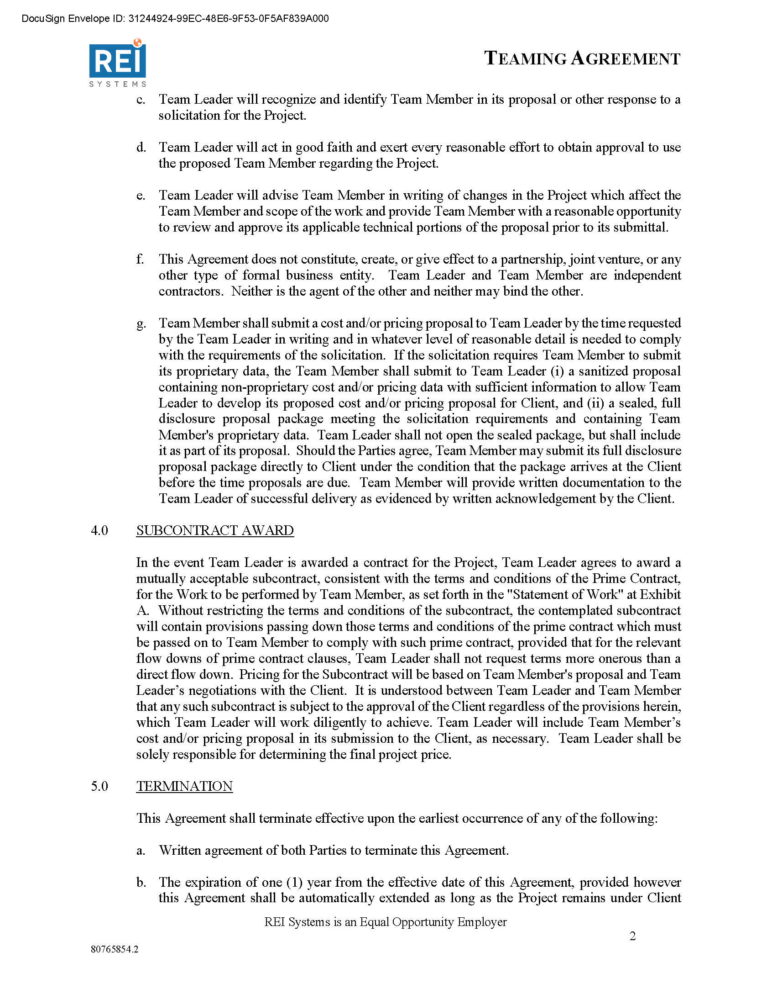 DocuSign Envelope ID: 31244924-99EC-48E6-9F53-0F5AF839A000
REI
SYSTEMS
TEAMING AGREEMENT
c. Team Leader will recognize and identify Team Member in its proposal or other response to a
solicitation for the Project.
d. Team Leader will act in good faith and exert every reasonable effort to obtain approval to use
the proposed Team Member regarding the Project.
e. Team Leader will advise Team Member in writing of changes in the Project which affect the
Team Member and scope of the work and provide Team Member with a reasonable opportunity
to review and approve its applicable technical portions of the proposal prior to its submittal.
f. This Agreement does not constitute, create, or give effect to a partnership, joint venture, or any
other type of formal business entity. Team Leader and Team Member are independent
contractors. Neither is the agent of the other and neither may bind the other.
g. Team Member shall submit a cost and/or pricing proposal to Team Leader by the time requested
by the Team Leader in writing and in whatever level of reasonable detail is needed to comply
with the requirements of the solicitation. If the solicitation requires Team Member to submit
its proprietary data, the Team Member shall submit to Team Leader (i) a sanitized proposal
containing non-proprietary cost and/or pricing data with sufficient information to allow Team
Leader to develop its proposed cost and/or pricing proposal for Client, and (ii) a sealed, full
disclosure proposal package meeting the solicitation requirements and containing Team
Member's proprietary data. Team Leader shall not open the sealed package, but shall include
it as part of its proposal. Should the Parties agree, Team Member may submit its full disclosure
proposal package directly to Client under the condition that the package arrives at the Client
before the time proposals are due. Team Member will provide written documentation to the
Team Leader of successful delivery as evidenced by written acknowledgement by the Client.
4.0 SUBCONTRACT AWARD
In the event Team Leader is awarded a contract for the Project, Team Leader agrees to award a
mutually acceptable subcontract, consistent with the terms and conditions of the Prime Contract,
for the Work to be performed by Team Member, as set forth in the "Statement of Work" at Exhibit
A. Without restricting the terms and conditions of the subcontract, the contemplated subcontract
will contain provisions passing down those terms and conditions of the prime contract which must
be passed on to Team Member to comply with such prime contract, provided that for the relevant
flow downs of prime contract clauses, Team Leader shall not request terms more onerous than a
direct flow down. Pricing for the Subcontract will be based on Team Member's proposal and Team
Leader’s negotiations with the Client. It is understood between Team Leader and Team Member
that any such subcontract is subject to the approval of the Client regardless of the provisions herein,
which Team Leader will work diligently to achieve. Team Leader will include Team Member’s
cost and/or pricing proposal in its submission to the Client, as necessary. Team Leader shall be
solely responsible for determining the final project price.
5.0 TERMINATION
This Agreement shall terminate effective upon the earliest occurrence of any of the following:
a. Written agreement of both Parties to terminate this Agreement.
b. The expiration of one (1) year from the effective date of this Agreement, provided however
this Agreement shall be automatically extended as long as the Project remains under Client
REI Systems is an Equal Opportunity Employer
2
80765854.2